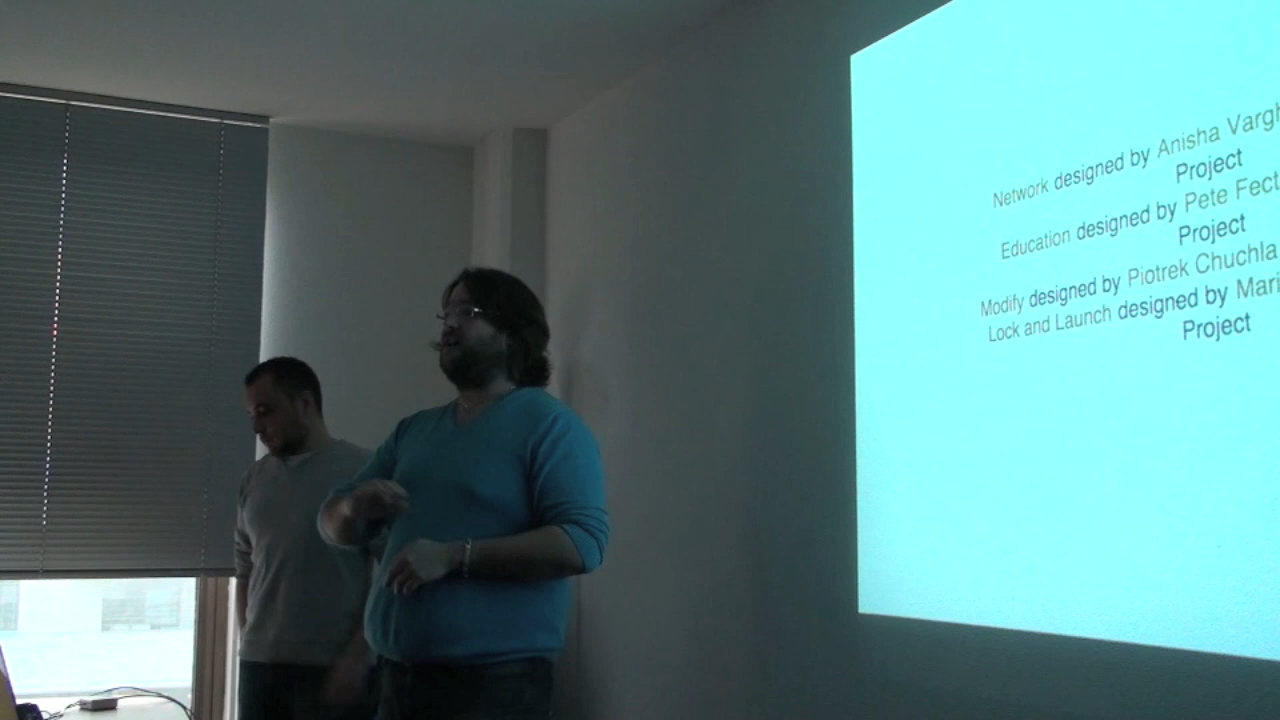 Network designed by Anisha
Project
Education designed by Pete
Project
Modify designed by Piotrek Chuchla
Lock and Launch designed by
Project